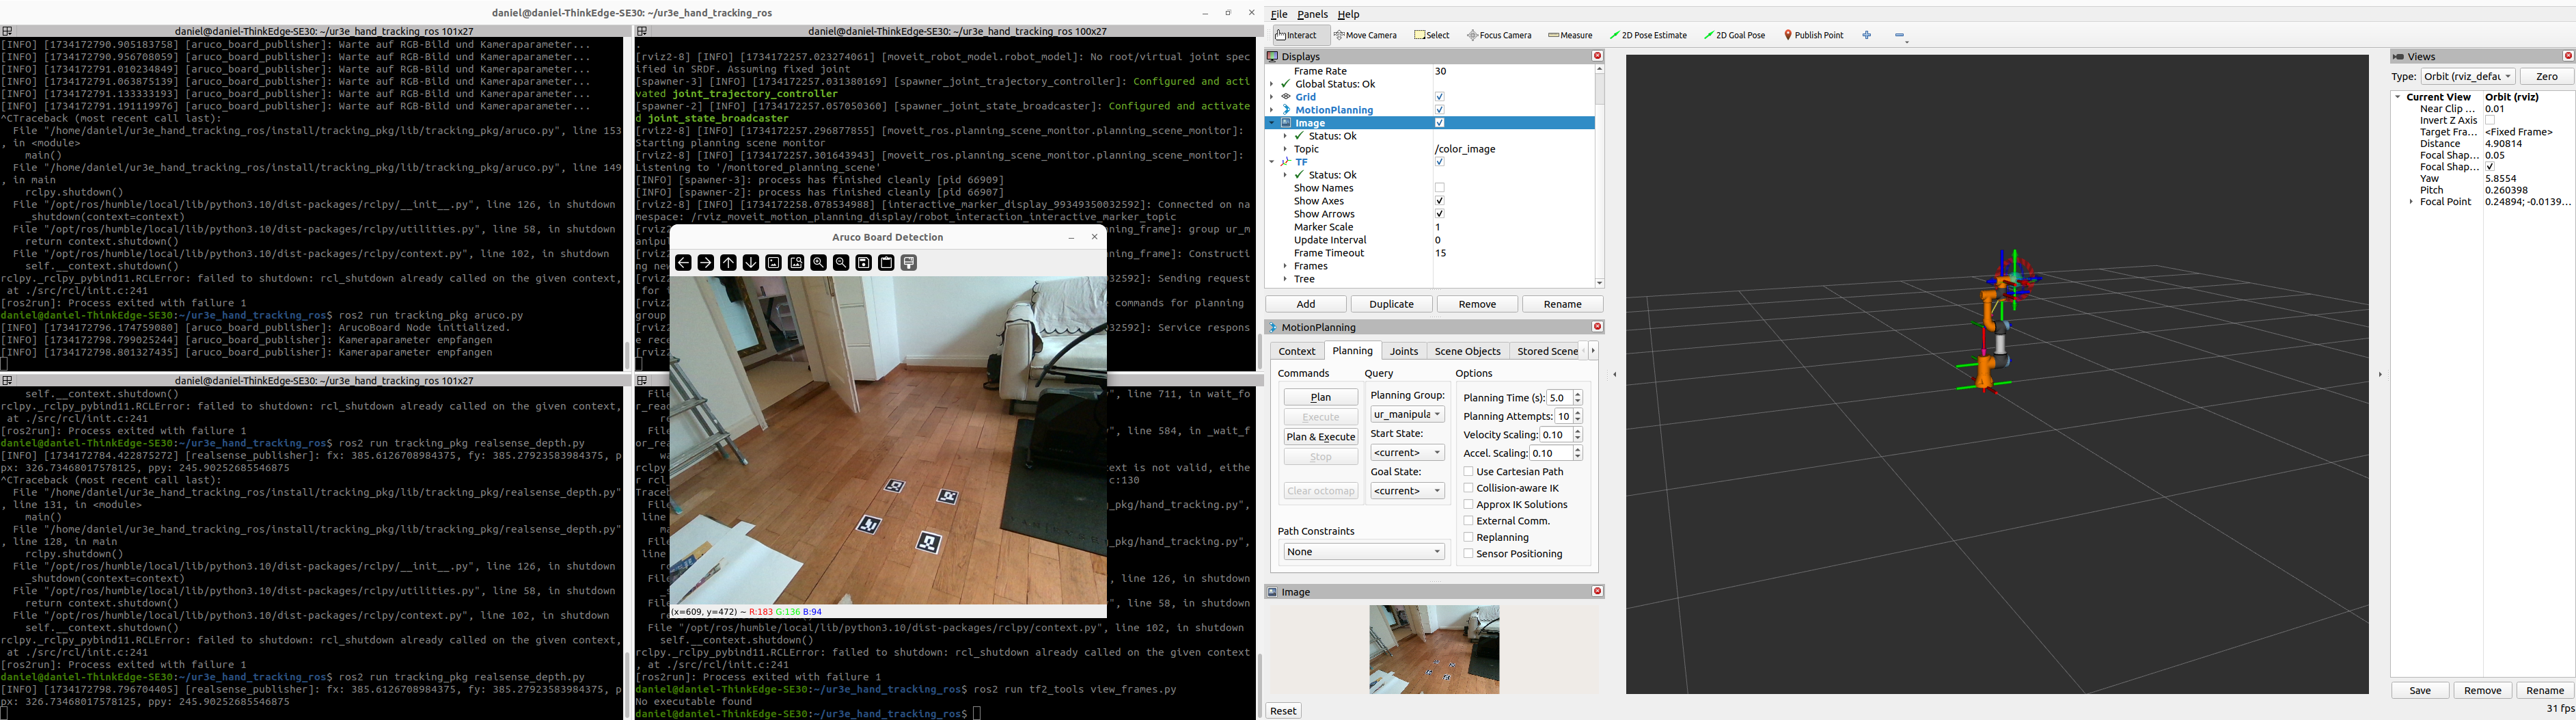 daniel@daniel-ThinkEdge-SE30: ~/ur3e_hand_tracking_ros
daniel@daniel-ThinkEdge-SE30: ~/ur3e_hand_tracking_ros 101x27
[INFO] [1734172790.905183758] [aruco_board_publisher]: Warte auf RGB-Bild und Kameraparameter...
[INFO] [1734172790.956708059] [aruco_board_publisher]: Warte auf RGB-Bild und Kameraparameter...
[INFO] [1734172791.010234849] [aruco_board_publisher]: Warte auf RGB-Bild und Kameraparameter...
[INFO] [1734172791.063875139] [aruco_board_publisher]: Warte auf RGB-Bild und Kameraparameter...
[INFO] [1734172791.133333193] [aruco_board_publisher]: Warte auf RGB-Bild und Kameraparameter...
[INFO] [1734172791.191119976] [aruco_board_publisher]: Warte auf RGB-Bild und Kameraparameter...
^CTraceback (most recent call last):
File "/home/daniel/ur3e_hand_tracking_ros/install/tracking_pkg/lib/tracking_pkg/aruco.py", line 153
, in <module>
main()
File "/home/daniel/ur3e_hand_tracking_ros/install/tracking_pkg/lib/tracking_pkg/aruco.py", line 149
, in main
rclpy.shutdown()
File "/opt/ros/humble/local/lib/python3.10/dist-packages/rclpy/__init__.py", line 126, in shutdown
_shutdown(context=context)
File "/opt/ros/humble/local/lib/python3.10/dist-packages/rclpy/utilities.py", line 58, in shutdown
return context.shutdown()
File "/opt/ros/humble/local/lib/python3.10/dist-packages/rclpy/context.py", line 102, in shutdown
self.__context.shutdown()
rclpy._rclpy_pybind11.RCLError: failed to shutdown: rcl_shutdown already called on the given context,
at ./src/rcl/init.c:241
[ros2run]: Process exited with failure 1
daniel@daniel-ThinkEdge-SE30:~/ur3e_hand_tracking_ros$ ros2 run tracking_pkg aruco.py
[INFO] [1734172796.174759080] [aruco_board_publisher]: ArucoBoard Node initialized.
[INFO] [1734172798.799025244] [aruco_board_publisher]: Kameraparameter empfangen
[INFO] [1734172798.801327435] [aruco_board_publisher]: Kameraparameter empfangen
daniel@daniel-ThinkEdge-SE30: ~/ur3e_hand_tracking_ros 101x27
self.__context.shutdown()
rclpy._rclpy_pybind11.RCLError: failed to shutdown: rcl_shutdown already called on the given context,
at ./src/rcl/init.c:241
[ros2run]: Process exited with failure 1
daniel@daniel-ThinkEdge-SE30:~/ur3e_hand_tracking_ros$ ros2 run tracking_pkg realsense_depth.py
[INFO] [1734172784.422875272] [realsense_publisher]: fx: 385.6126708984375, fy: 385.27923583984375, p
px: 326.73468017578125, ppy: 245.90252685546875
^CTraceback (most recent call last):
File "/home/daniel/ur3e_hand_tracking_ros/install/tracking_pkg/lib/tracking_pkg/realsense_depth.py"
, line 131, in <module>
main()
File "/home/daniel/ur3e_hand_tracking_ros/install/tracking_pkg/lib/tracking_pkg/realsense_depth.py"
, line 128, in main
rclpy.shutdown()
File "/opt/ros/humble/local/lib/python3.10/dist-packages/rclpy/__init__.py", line 126, in shutdown
_shutdown(context=context)
File "/opt/ros/humble/local/lib/python3.10/dist-packages/rclpy/utilities.py", line 58, in shutdown
return context.shutdown()
File "/opt/ros/humble/local/lib/python3.10/dist-packages/rclpy/context.py", line 102, in shutdown
self.__context.shutdown()
rclpy._rclpy_pybind11.RCLError: failed to shutdown: rcl_shutdown already called on the given context,
at ./src/rcl/init.c:241
[ros2run]: Process exited with failure 1
daniel@daniel-ThinkEdge-SE30:~/ur3e_hand_tracking_ros$ ros2 run tracking_pkg realsense_depth.py
[INFO] [1734172798.796704405] [realsense_publisher]: fx: 385.6126708984375, fy: 385.27923583984375, p
px: 326.73468017578125, ppy: 245.90252685546875
daniel@daniel-ThinkEdge-SE30: ~/ur3e_hand_tracking_ros 100x27
.
[rviz2-8] [INFO] [1734172257.023274061] [moveit_robot_model.robot_model]: No root/virtual joint spec
ified in SRDF. Assuming fixed joint
[spawner-3] [INFO] [1734172257.031380169] [spawner_joint_trajectory_controller]: Configured and acti
vated joint_trajectory_controller
[spawner-2] [INFO] [1734172257.057050360] [spawner_joint_state_broadcaster]: Configured and activate
d joint_state_broadcaster
[rviz2-8] [INFO] [1734172257.296877855] [moveit_ros.planning_scene_monitor.planning_scene_monitor]:
Starting planning scene monitor
[rviz2-8] [INFO] [1734172257.301643943] [moveit_ros.planning_scene_monitor.planning_scene_monitor]:
Listening to '/monitored_planning_scene'
[INFO] [spawner-3]: process has finished cleanly [pid 66909]
[INFO] [spawner-2]: process has finished cleanly [pid 66907]
[rviz2-8] [INFO] [1734172258.078534988] [interactive_marker_display_99349350032592]: Connected on na
mespace: /rviz_moveit_motion_planning_display/robot_interaction_interactive_marker_topic
[rviz2 ning_frame]: group ur_m
anipul
[rviz2 ning_frame]: Constructi
ng new
[rviz2 032592]: Sending request
for i
[rviz2 ommands for planning
group
[rviz2 032592]: Service respons
e rece
[rviz2
File line 711, in wait_fo
r_read
File line 584, in _wait_f
or_re
wa
rclpy. ext is not valid, eithe
r rcl_ c:130
Traceb
File _pkg/hand_tracking.py",
line
ma
File _pkg/hand_tracking.py",
line
rc
File line 126, in shutdown
_s
File line 58, in shutdown
re
File "/opt/ros/humble/local/lib/python3.10/dist-packages/rclpy/context.py", line 102, in shutdown
self.__context.shutdown()
rclpy._rclpy_pybind11.RCLError: failed to shutdown: rcl_shutdown already called on the given context
, at ./src/rcl/init.c:241
[ros2run]: Process exited with failure 1
daniel@daniel-ThinkEdge-SE30:~/ur3e_hand_tracking_ros$ ros2 run tf2_tools view_frames.py
No executable found
daniel@daniel-ThinkEdge-SE30:~/ur3e_hand_tracking_ros$
Aruco Board Detection
(x=609, y=472) ~ R:183 G:136 B:94
File Panels Help
Interact Move Camera Select Focus Camera Measure 2D Pose Estimate 2D Goal Pose Publish Point
Displays
Frame Rate 30
Global Status: Ok
Grid
MotionPlanning
Image
Status: Ok
Topic /color_image
TF
Status: Ok
Show Names
Show Axes
Show Arrows
Marker Scale 1
Update Interval 0
Frame Timeout 15
Frames
Tree
Add Duplicate Remove Rename
MotionPlanning
Context Planning Joints Scene Objects Stored Scene
Commands Query Options
Plan
Execute
Plan & Execute
Stop
Clear octomap
Planning Group:
ur_manipula
Start State:
<current>
Goal State:
<current>
Planning Time (s): 5.0
Planning Attempts: 10
Velocity Scaling: 0.10
Accel. Scaling: 0.10
Use Cartesian Path
Collision-aware IK
Approx IK Solutions
External Comm.
Replanning
Sensor Positioning
Path Constraints
None
Image
Reset
Views
Type: Orbit (rviz_defau Zero
Current View Orbit (rviz)
Near Clip ... 0.01
Invert Z Axis
Target Fra... <Fixed Frame>
Distance 4.90814
Focal Shap... 0.05
Focal Shap...
Yaw 5.8554
Pitch 0.260398
Focal Point 0.24894; -0.0139...
Save Remove Rename
31 fps